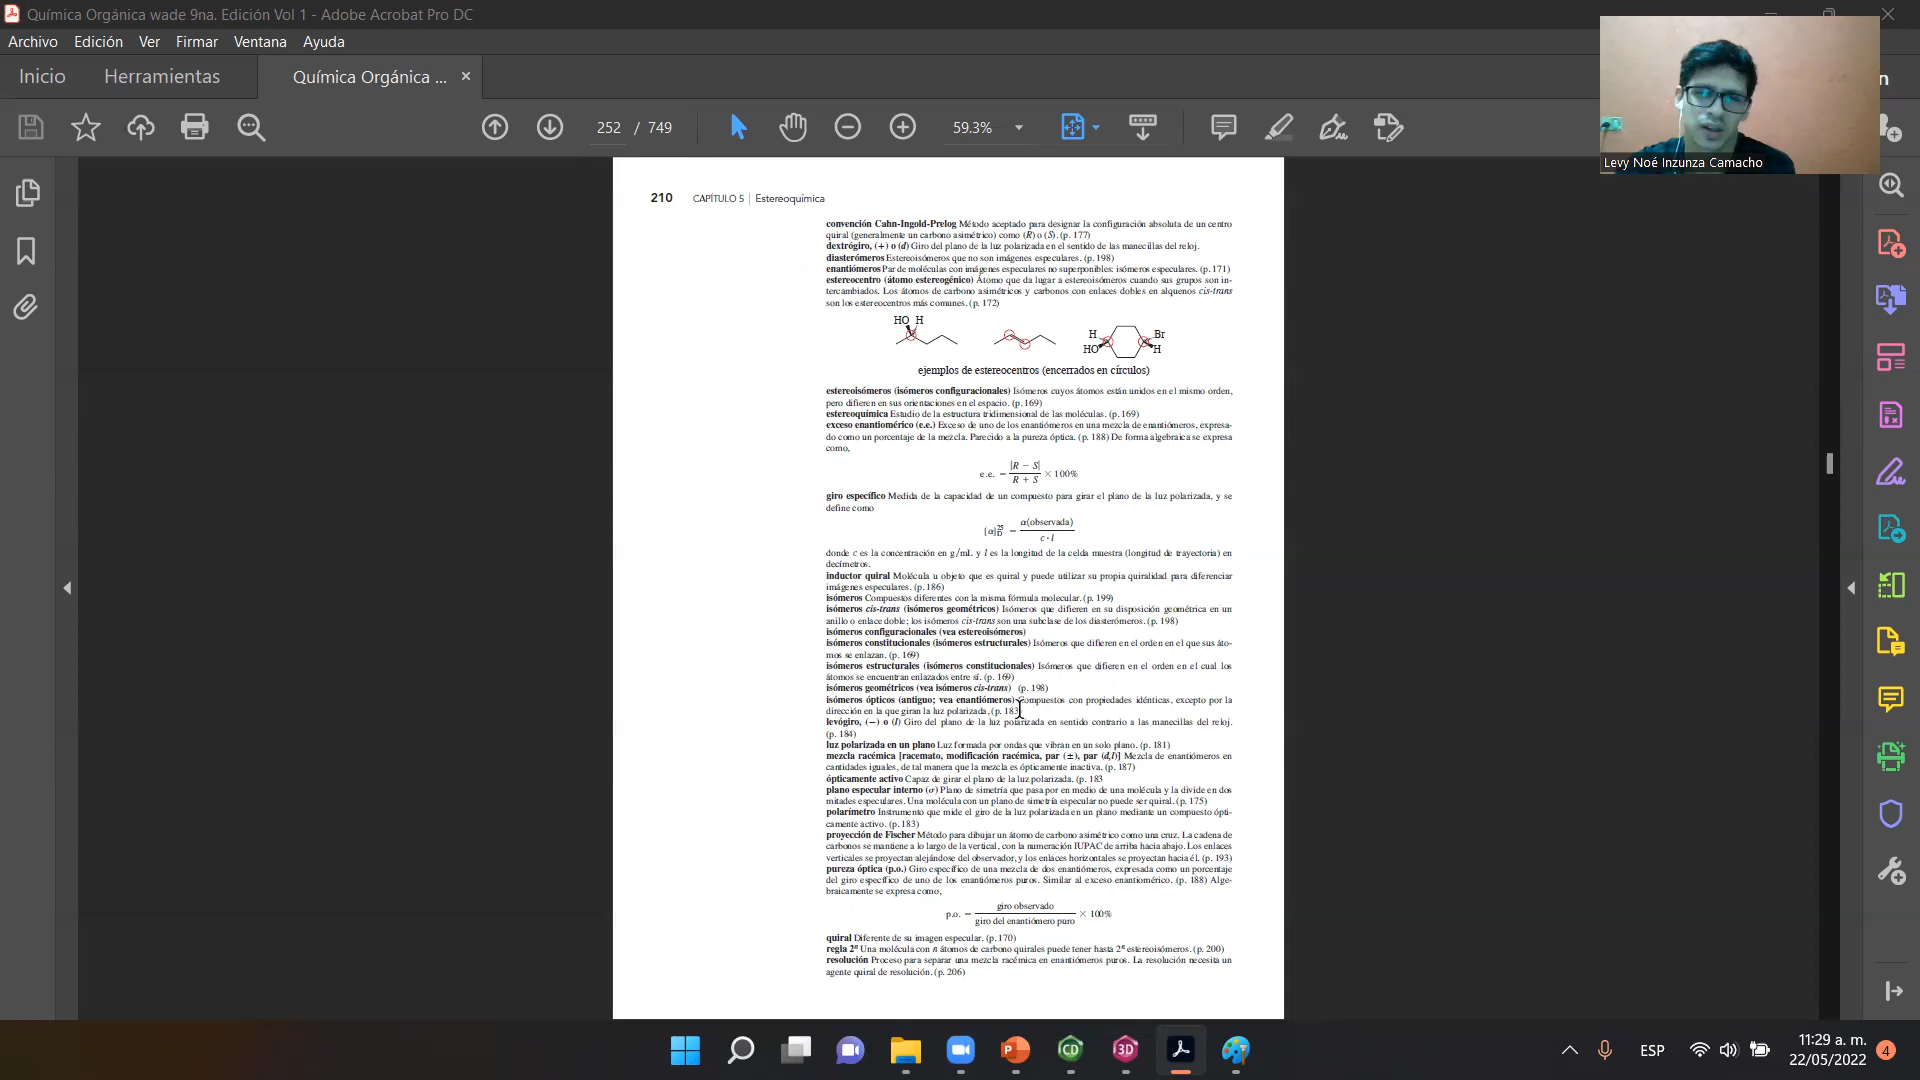 Química Orgánica wade 9na. Edición Vol 1 - Adobe Acrobat Pro DC
Archivo Edición Ver Firmar Ventana Ayuda
Inicio Herramientas Química Orgánica ... ×
252 / 749 59.3%
Levy Noé Inzunza Camacho
210 CAPÍTULO 5 | Estereoquímica
convención Cahn-Ingold-Prelog Método aceptado para designar la configuración absoluta de un centro
quiral (generalmente un carbono asimétrico) como (R) o (S). (p. 177)
dextrógiro, (+) o (d) Giro del plano de la luz polarizada en el sentido de las manecillas del reloj.
diasterómeros Estereoisómeros que no son imágenes especulares. (p. 198)
enantiómeros Par de moléculas con imágenes especulares no superponibles: isómeros especulares. (p. 171)
estereocentro (átomo estereogénico) Átomo que da lugar a estereoisómeros cuando sus grupos son in-
tercambiados. Los átomos de carbono asimétricos y carbonos con enlaces dobles en alquenos cis-trans
son los estereocentros más comunes. (p. 172)
HO H
H Br
HO H
ejemplos de estereocentros (encerrados en círculos)
estereoisómeros (isómeros configuracionales) Isómeros cuyos átomos están unidos en el mismo orden,
pero difieren en sus orientaciones en el espacio. (p. 169)
estereoquímica Estudio de la estructura tridimensional de las moléculas. (p. 169)
exceso enantiomérico (e.e.) Exceso de uno de los enantiómeros en una mezcla de enantiómeros, expresa-
do como un porcentaje de la mezcla. Parecido a la pureza óptica. (p. 188) De forma algebraica se expresa
como,
e.e. = |R − S| / R + S × 100%
giro específico Medida de la capacidad de un compuesto para girar el plano de la luz polarizada, y se
define como
[α]25D = α(observada) / c · l
donde c es la concentración en g/mL y l es la longitud de la celda muestra (longitud de trayectoria) en
decímetros.
inductor quiral Molécula u objeto que es quiral y puede utilizar su propia quiralidad para diferenciar
imágenes especulares. (p. 186)
isómeros Compuestos diferentes con la misma fórmula molecular. (p. 199)
isómeros cis-trans (isómeros geométricos) Isómeros que difieren en su disposición geométrica en un
anillo o enlace doble; los isómeros cis-trans son una subclase de los diasterómeros. (p. 198)
isómeros configuracionales (vea estereoisómeros)
isómeros constitucionales (isómeros estructurales) Isómeros que difieren en el orden en el que sus áto-
mos se enlazan. (p. 169)
isómeros estructurales (isómeros constitucionales) Isómeros que difieren en el orden en el cual los
átomos se encuentran enlazados entre sí. (p. 169)
isómeros geométricos (vea isómeros cis-trans) (p. 198)
isómeros ópticos (antiguo; vea enantiómeros) Compuestos con propiedades idénticas, excepto por la
dirección en la que giran la luz polarizada, (p. 183)
levógiro, (−) o (l) Giro del plano de la luz polarizada en sentido contrario a las manecillas del reloj.
(p. 184)
luz polarizada en un plano Luz formada por ondas que vibran en un solo plano. (p. 181)
mezcla racémica [racemato, modificación racémica, par (±), par (d,l)] Mezcla de enantiómeros en
cantidades iguales, de tal manera que la mezcla es ópticamente inactiva. (p. 187)
ópticamente activo Capaz de girar el plano de la luz polarizada. (p. 183
plano especular interno (σ) Plano de simetría que pasa por en medio de una molécula y la divide en dos
mitades especulares. Una molécula con un plano de simetría especular no puede ser quiral. (p. 175)
polarímetro Instrumento que mide el giro de la luz polarizada en un plano mediante un compuesto ópti-
camente activo. (p. 183)
proyección de Fischer Método para dibujar un átomo de carbono asimétrico como una cruz. La cadena de
carbonos se mantiene a lo largo de la vertical, con la numeración IUPAC de arriba hacia abajo. Los enlaces
verticales se proyectan alejándose del observador, y los enlaces horizontales se proyectan hacia él. (p. 193)
pureza óptica (p.o.) Giro específico de una mezcla de dos enantiómeros, expresada como un porcentaje
del giro específico de uno de los enantiómeros puros. Similar al exceso enantiomérico. (p. 188) Alge-
braicamente se expresa como,
p.o. = giro observado / giro del enantiómero puro × 100%
quiral Diferente de su imagen especular. (p. 170)
regla 2ⁿ Una molécula con n átomos de carbono quirales puede tener hasta 2ⁿ estereoisómeros. (p. 200)
resolución Proceso para separar una mezcla racémica en enantiómeros puros. La resolución necesita un
agente quiral de resolución. (p. 206)
P CD 3D ESP
11:29 a. m.
22/05/2022 4